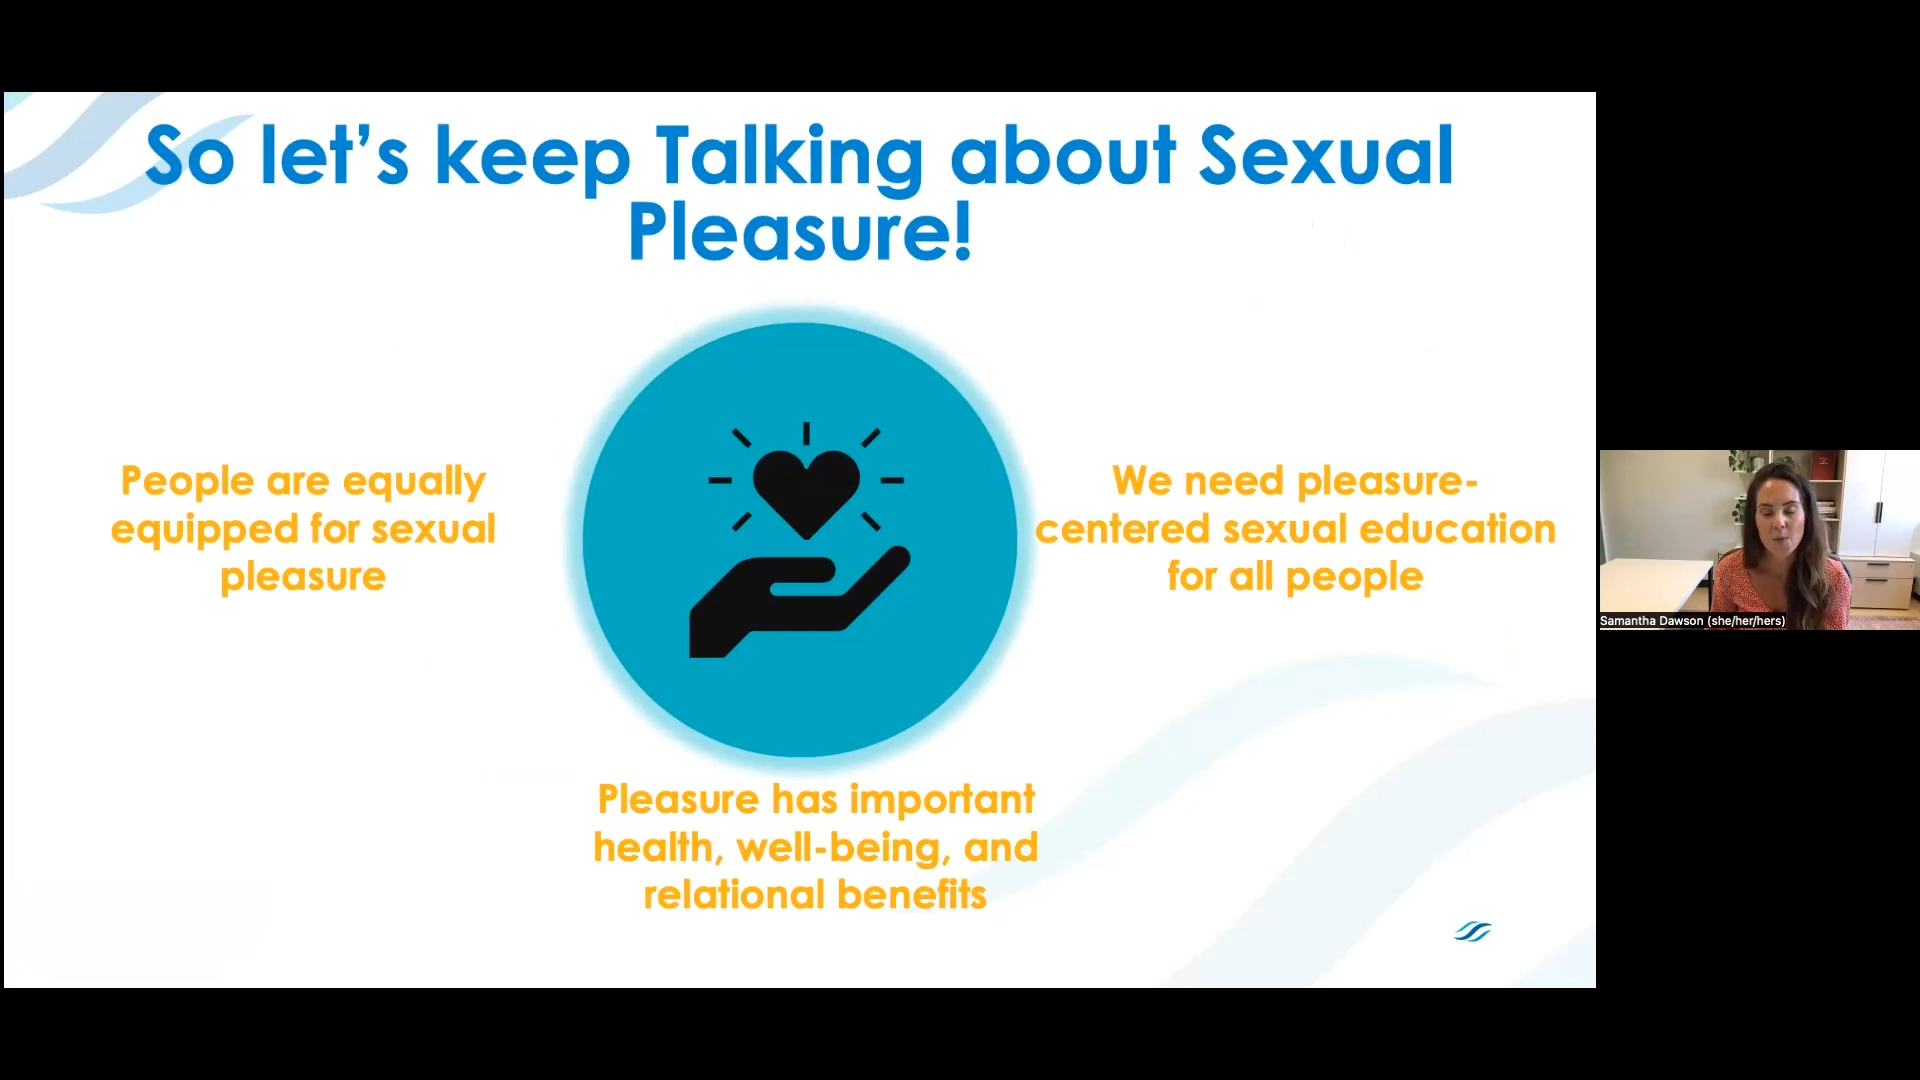 So let's keep Talking about Sexual
Pleasure!
People are equally
equipped for sexual
pleasure
We need pleasure-
centered sexual education
for all people
Pleasure has important
health, well-being, and
relational benefits
Samantha Dawson (she/her/hers)